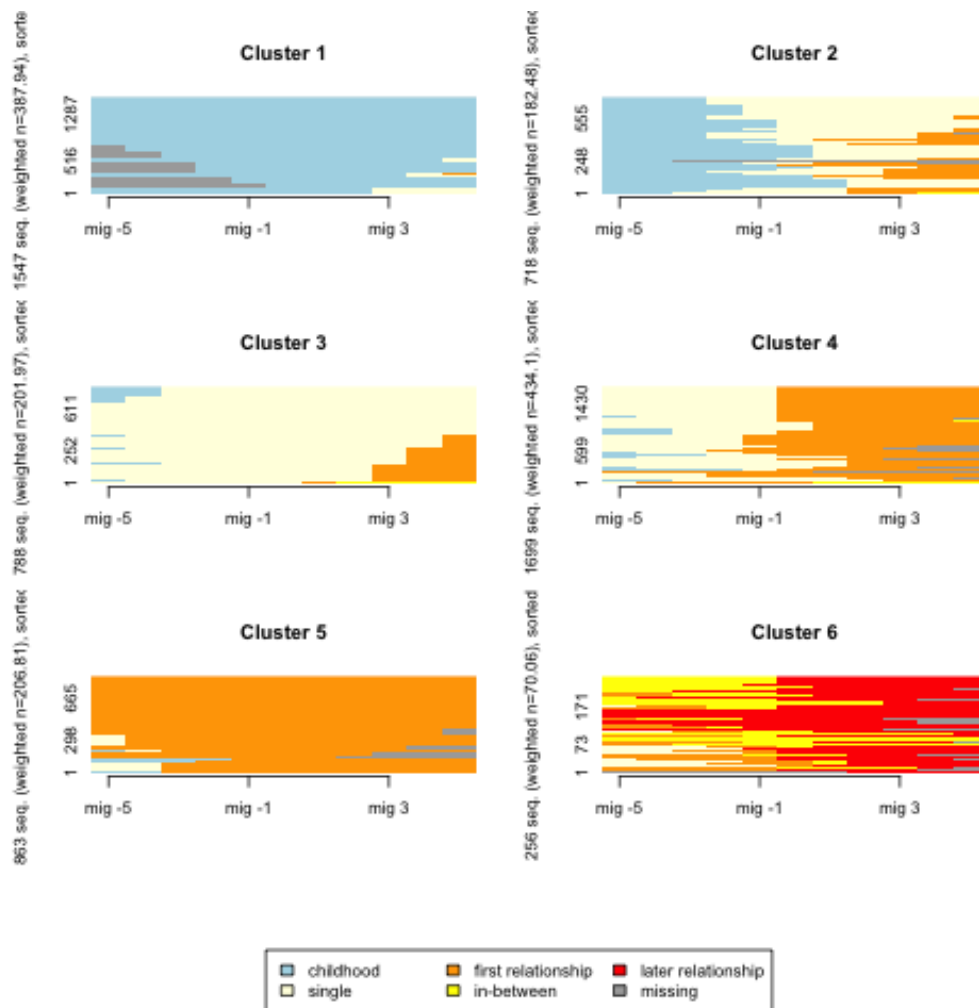 Cluster 1
1547 seq. (weighted n=387.94), sorte
1 516 1287
mig -5 mig -1 mig 3
Cluster 2
718 seq. (weighted n=182.48), sortec
1 248 555
mig -5 mig -1 mig 3
Cluster 3
788 seq. (weighted n=201.97), sortec
1 252 611
mig -5 mig -1 mig 3
Cluster 4
1699 seq. (weighted n=434.1), sortec
1 599 1430
mig -5 mig -1 mig 3
Cluster 5
863 seq. (weighted n=206.81), sortec
1 298 665
mig -5 mig -1 mig 3
Cluster 6
256 seq. (weighted n=70.06), sorted
1 73 171
mig -5 mig -1 mig 3
childhood first relationship later relationship
single in-between missing